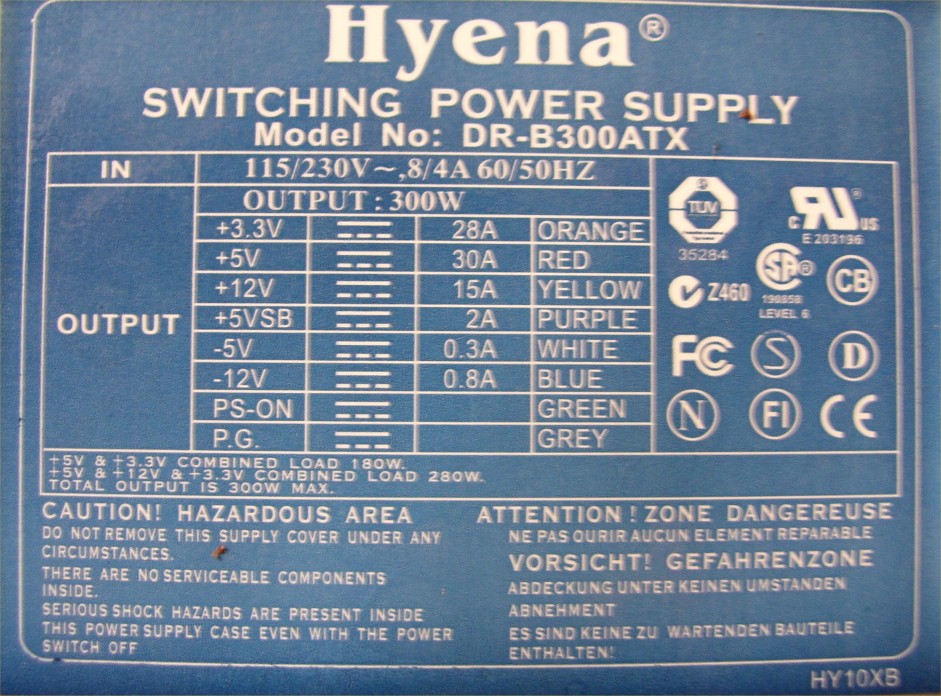 Hyena®
SWITCHING POWER SUPPLY
Model No: DR-B300ATX
IN 115/230V~,8/4A 60/50HZ
OUTPUT : 300W
OUTPUT
+3.3V 28A ORANGE
+5V 30A RED
+12V 15A YELLOW
+5VSB 2A PURPLE
-5V 0.3A WHITE
-12V 0.8A BLUE
PS-ON GREEN
P.G. GREY
TUV
35284
C RU ® US
E203196
Z460
SA ®
190858
LEVEL 6
CB
FC
S
D
N
FI
CE
+5V & +3.3V COMBINED LOAD 180W.
+5V & +12V & +3.3V COMBINED LOAD 280W.
TOTAL OUTPUT IS 300W MAX.
CAUTION! HAZARDOUS AREA
DO NOT REMOVE THIS SUPPLY COVER UNDER ANY
CIRCUMSTANCES.
THERE ARE NO SERVICEABLE COMPONENTS
INSIDE.
SERIOUS SHOCK HAZARDS ARE PRESENT INSIDE
THIS POWER SUPPLY CASE EVEN WITH THE POWER
SWITCH OFF
ATTENTION ! ZONE DANGEREUSE
NE PAS OURIR AUCUN ELEMENT REPARABLE
VORSICHT! GEFAHRENZONE
ABDECKUNG UNTER KEINEN UMSTANDEN
ABNEHMENT
ES SIND KEINE ZU WARTENDEN BAUTEILE
ENTHALTEN!
HY10XB